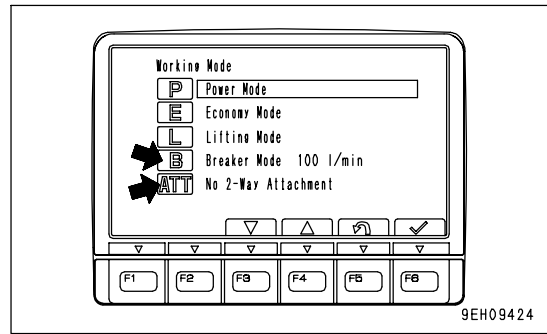 Working Mode
P Power Mode
E Economy Mode
L Lifting Mode
B Breaker Mode 100 l/min
ATT No 2-Way Attachment
F1 F2 F3 F4 F5 F6
9EH09424